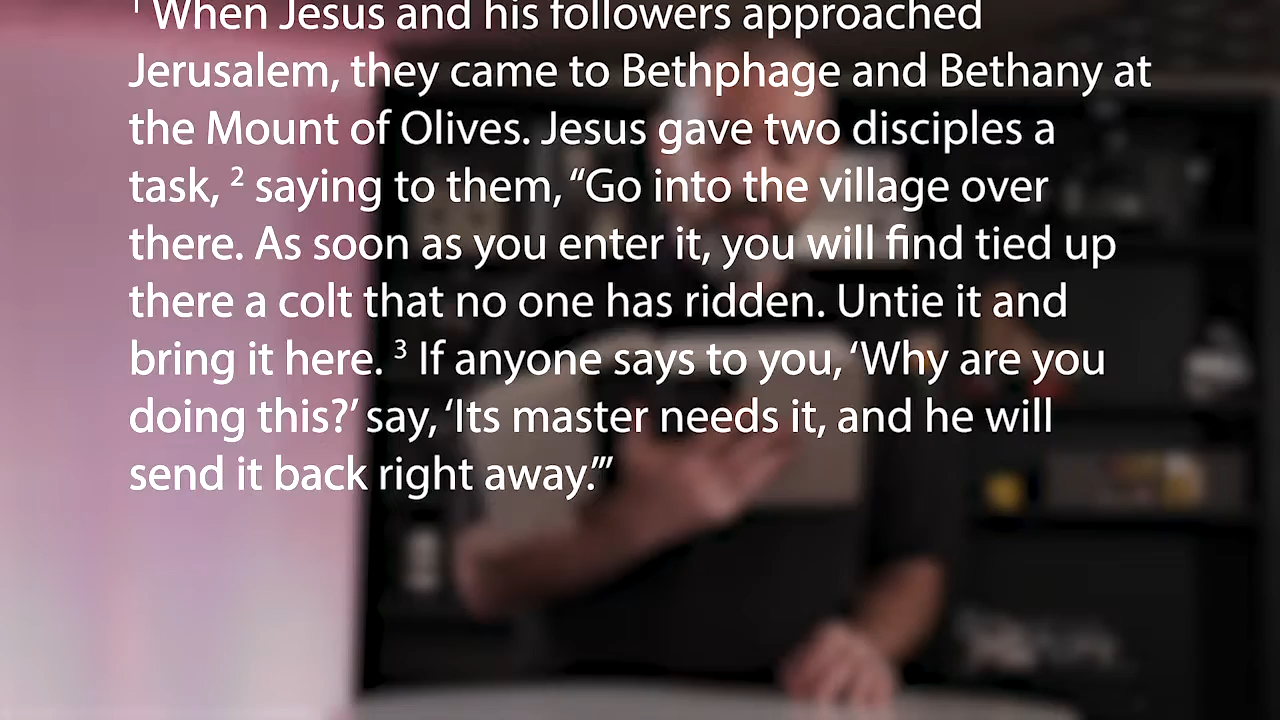 ¹ When Jesus and his followers approached
Jerusalem, they came to Bethphage and Bethany at
the Mount of Olives. Jesus gave two disciples a
task, ² saying to them, “Go into the village over
there. As soon as you enter it, you will find tied up
there a colt that no one has ridden. Untie it and
bring it here. ³ If anyone says to you, ‘Why are you
doing this?’ say, ‘Its master needs it, and he will
send it back right away.’”